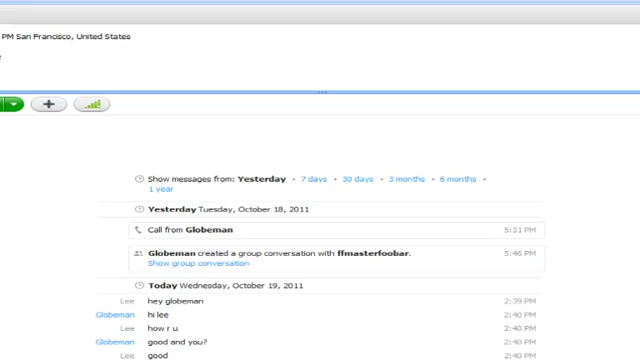 PM San Francisco, United States
Show messages from: Yesterday • 7 days • 30 days • 3 months • 6 months •
1 year
Yesterday Tuesday, October 18, 2011
Call from Globeman 5:31 PM
Globeman created a group conversation with ffmasterfoobar. 5:46 PM
Show group conversation
Today Wednesday, October 19, 2011
Lee hey globeman 2:39 PM
Globeman hi lee 2:40 PM
Lee how r u 2:40 PM
Globeman good and you? 2:40 PM
Lee good 2:40 PM